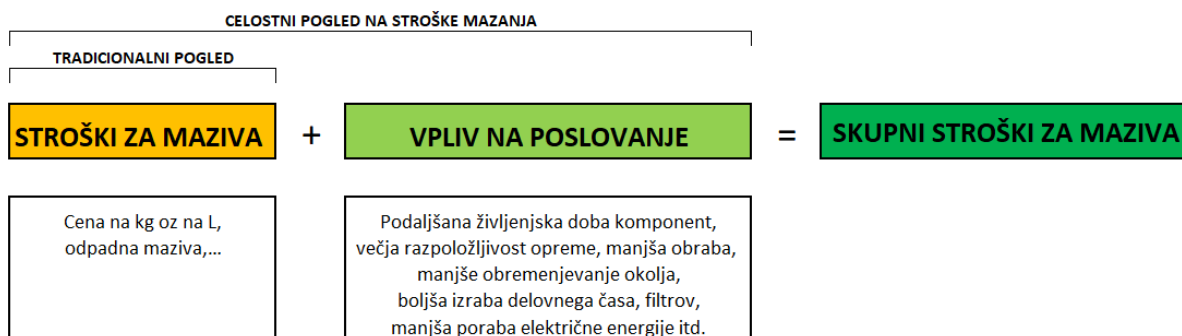 CELOSTNI POGLED NA STROŠKE MAZANJA
TRADICIONALNI POGLED
STROŠKI ZA MAZIVA + VPLIV NA POSLOVANJE = SKUPNI STROŠKI ZA MAZIVA
Cena na kg oz na L,
odpadna maziva,...
Podaljšana življenjska doba komponent,
večja razpoložljivost opreme, manjša obraba,
manjše obremenjevanje okolja,
boljša izraba delovnega časa, filtrov,
manjša poraba električne energije itd.